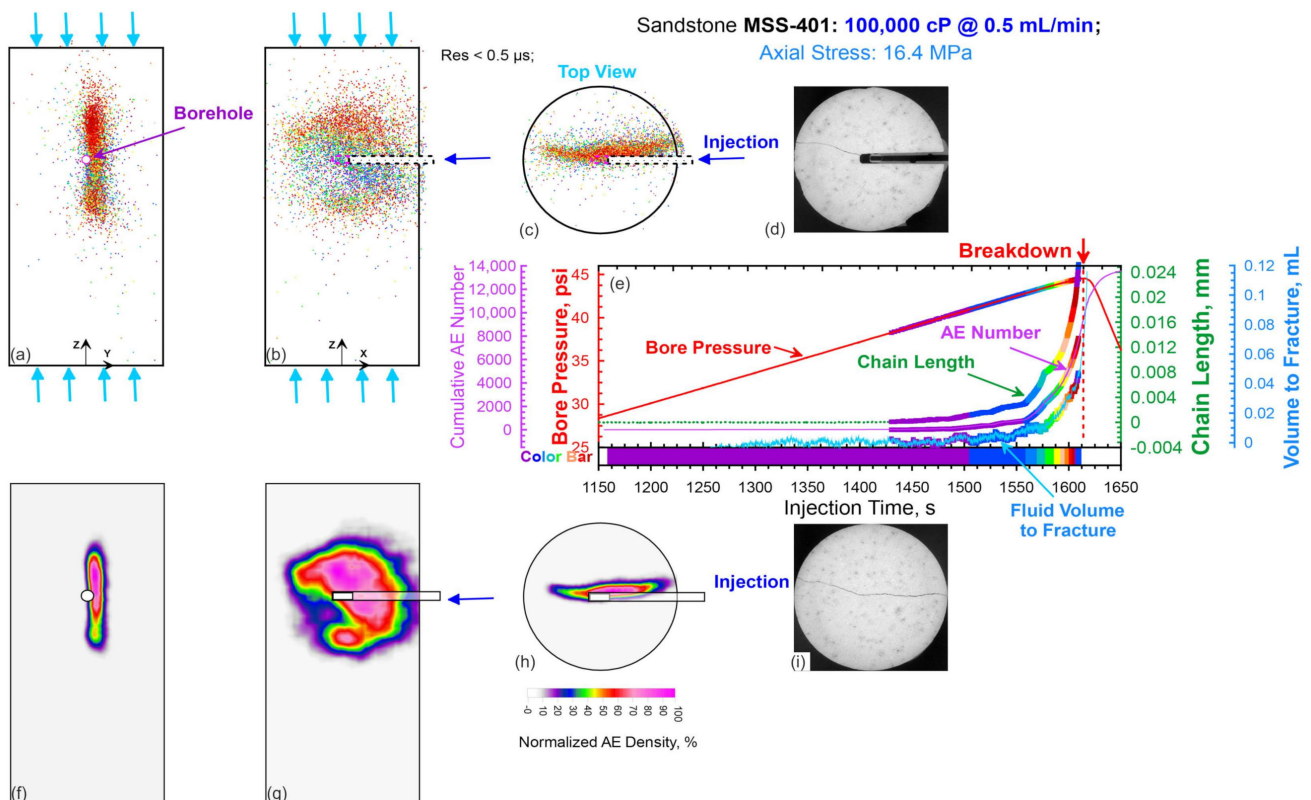 Sandstone MSS-401: 100,000 cP @ 0.5 mL/min;
Axial Stress: 16.4 MPa
Res < 0.5 µs;
Borehole
(a)
Z
Y
(b)
Z
X
Top View
Injection
(c)
(d)
Breakdown
(e)
Cumulative AE Number
14,000
12,000
10,000
8000
6000
4000
2000
0
Bore Pressure, psi
45
40
35
30
25
Bore Pressure
AE Number
Chain Length
0.024
0.020
0.016
0.012
0.008
0.004
0
-0.004
Chain Length, mm
0.12
0.10
0.08
0.06
0.04
0.02
0
Volume to Fracture, mL
Color Bar
1150 1200 1250 1300 1350 1400 1450 1500 1550 1600 1650
Injection Time, s
Fluid Volume
to Fracture
(f)
(g)
Injection
(h)
(i)
-0
10
20
30
40
50
60
70
80
90
100
Normalized AE Density, %